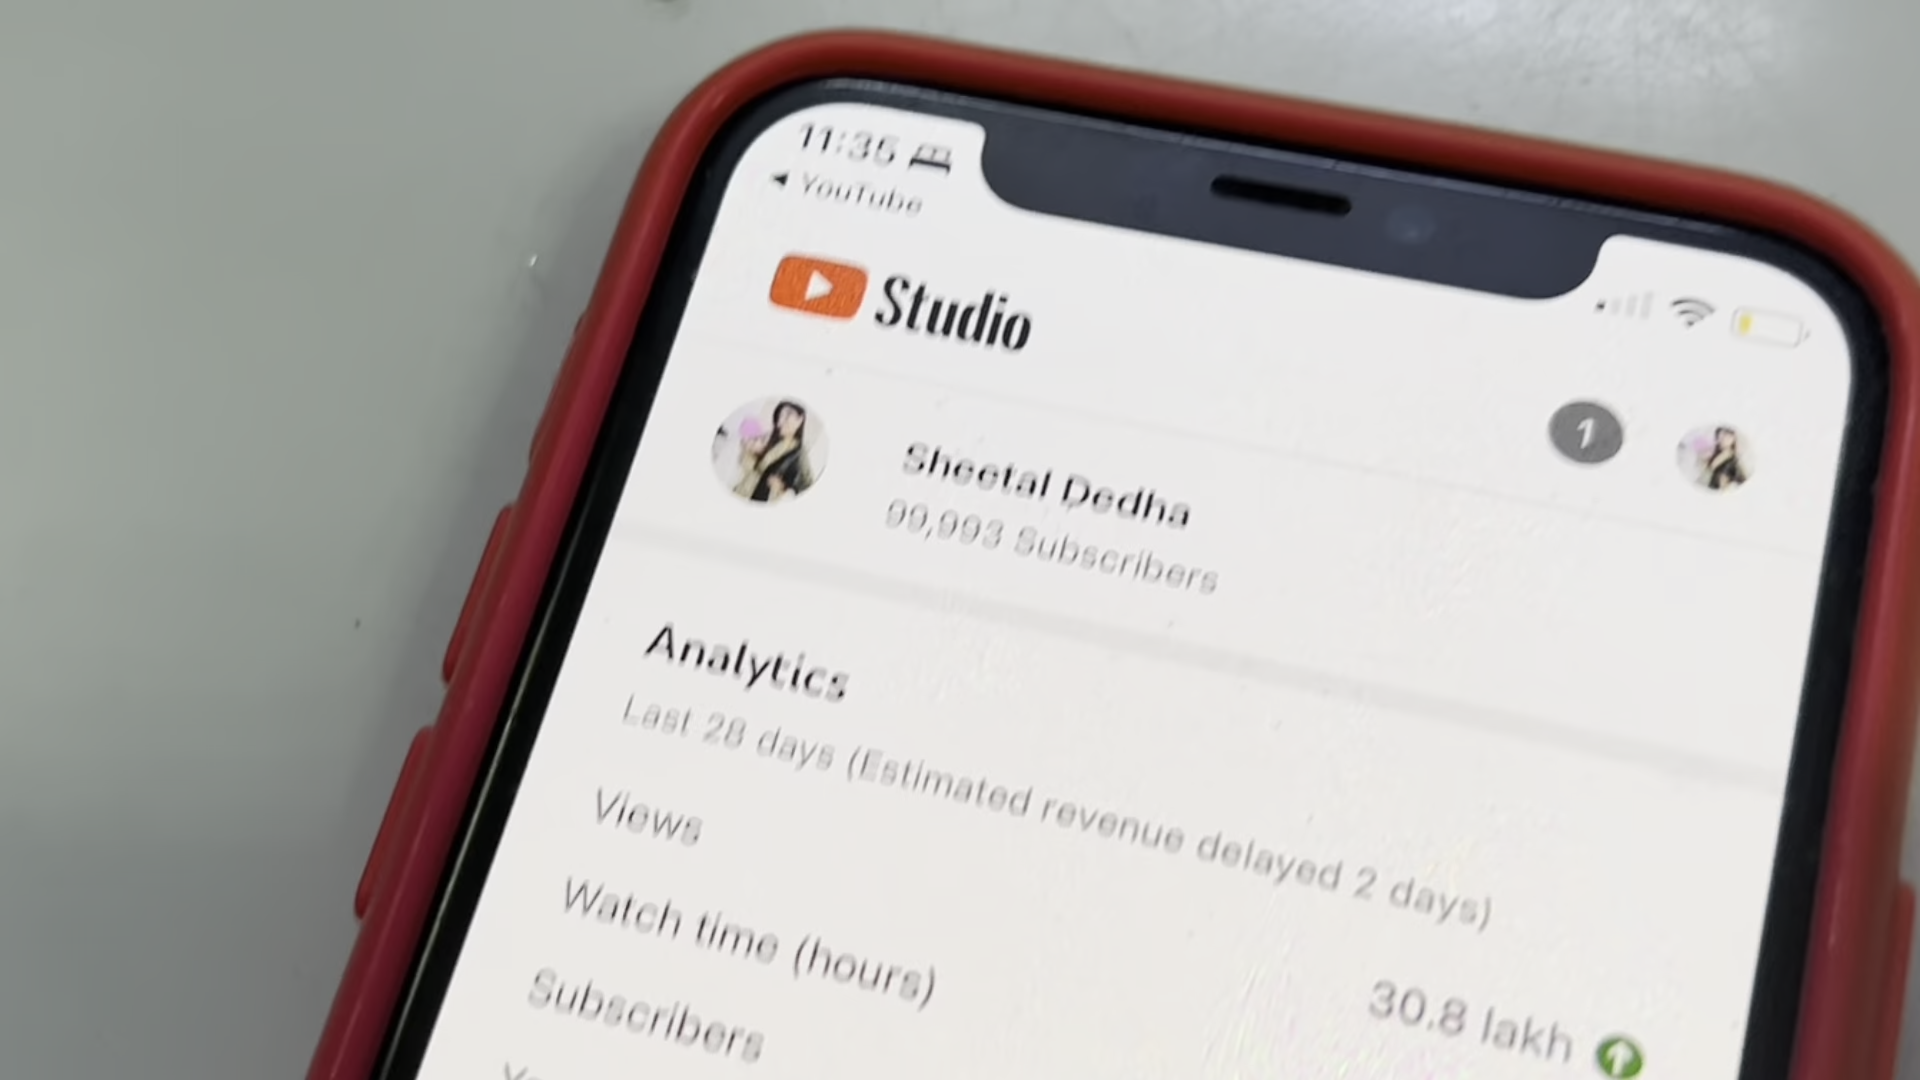 11:35
◂ YouTube
Studio
1
Sheetal Dedha
99,993 Subscribers
Analytics
Last 28 days (Estimated revenue delayed 2 days)
Views
30.8 lakh
Watch time (hours)
Subscribers